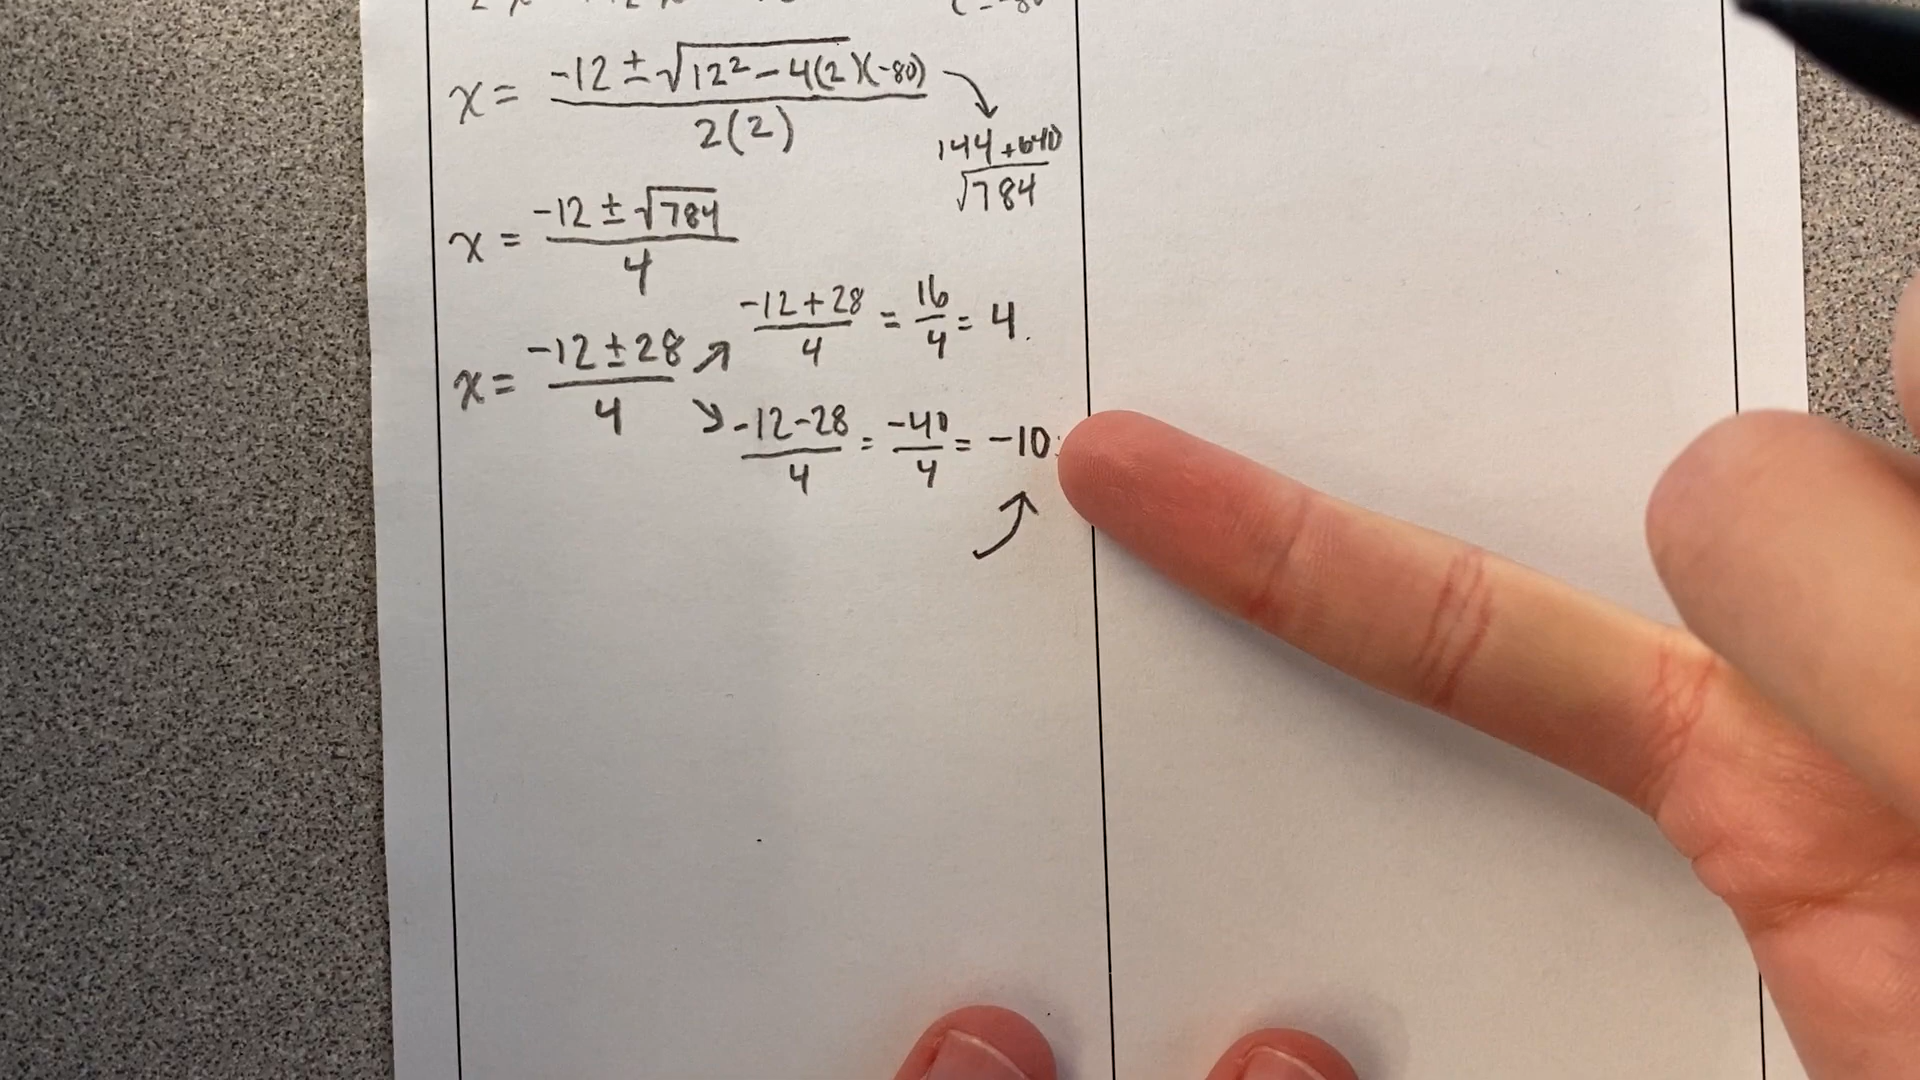 x = -12 ± √12² - 4(2)(-80) / 2(2)
144 + 640
√784
x = -12 ± √784 / 4
x = -12 ± 28 / 4
-12 + 28 / 4 = 16 / 4 = 4.
-12 - 28 / 4 = -40 / 4 = -10